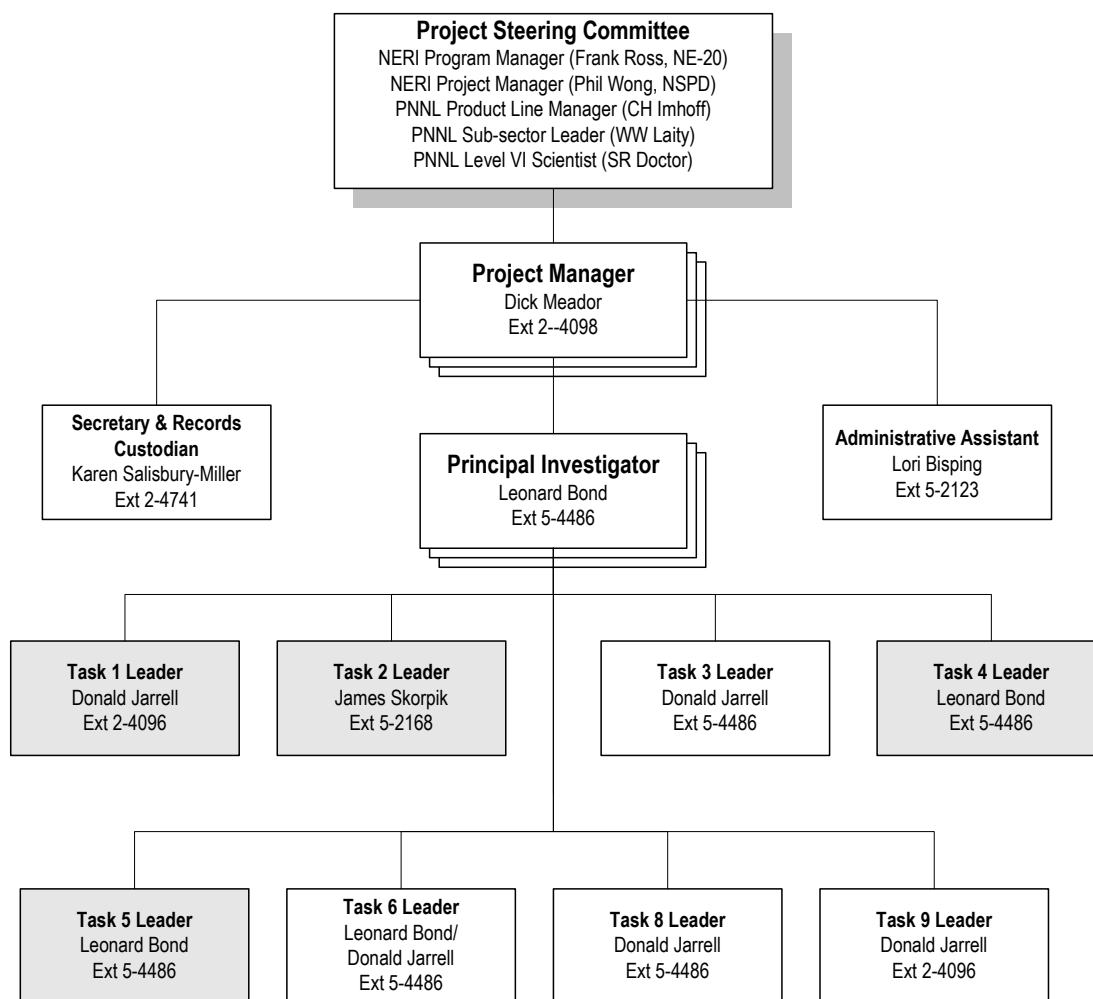 Project Steering Committee
NERI Program Manager (Frank Ross, NE-20)
NERI Project Manager (Phil Wong, NSPD)
PNNL Product Line Manager (CH Imhoff)
PNNL Sub-sector Leader (WW Laity)
PNNL Level VI Scientist (SR Doctor)
Project Manager
Dick Meador
Ext 2--4098
Secretary & Records
Custodian
Karen Salisbury-Miller
Ext 2-4741
Principal Investigator
Leonard Bond
Ext 5-4486
Administrative Assistant
Lori Bisping
Ext 5-2123
Task 1 Leader
Donald Jarrell
Ext 2-4096
Task 2 Leader
James Skorpik
Ext 5-2168
Task 3 Leader
Donald Jarrell
Ext 5-4486
Task 4 Leader
Leonard Bond
Ext 5-4486
Task 5 Leader
Leonard Bond
Ext 5-4486
Task 6 Leader
Leonard Bond/
Donald Jarrell
Ext 5-4486
Task 8 Leader
Donald Jarrell
Ext 5-4486
Task 9 Leader
Donald Jarrell
Ext 2-4096